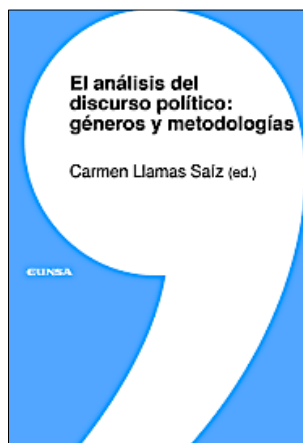 El análisis del
discurso político:
géneros y metodologías
Carmen Llamas Saíz (ed.)
EUNSA